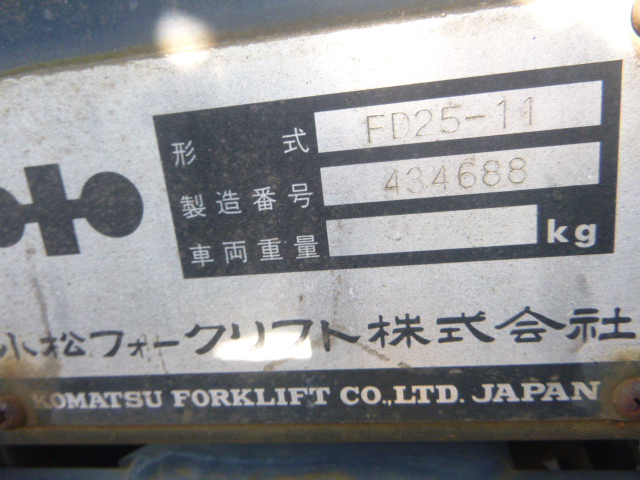 形式 FD25-11
製造番号 434688
車両重量 kg
小松フォークリフト株式会社
KOMATSU FORKLIFT CO.,LTD. JAPAN